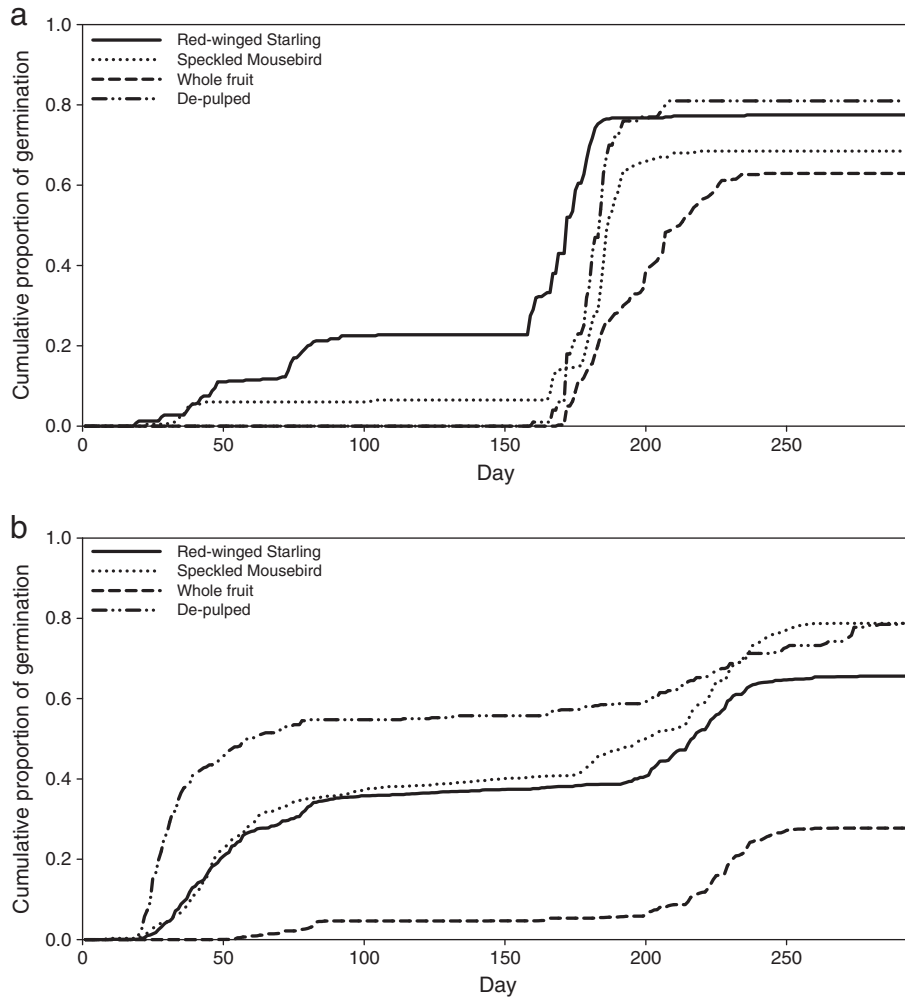 a
Cumulative proportion of germination
1.0
0.8
0.6
0.4
0.2
0.0
Red-winged Starling
Speckled Mousebird
Whole fruit
De-pulped
0 50 100 150 200 250
Day
b
Cumulative proportion of germination
1.0
0.8
0.6
0.4
0.2
0.0
Red-winged Starling
Speckled Mousebird
Whole fruit
De-pulped
0 50 100 150 200 250
Day